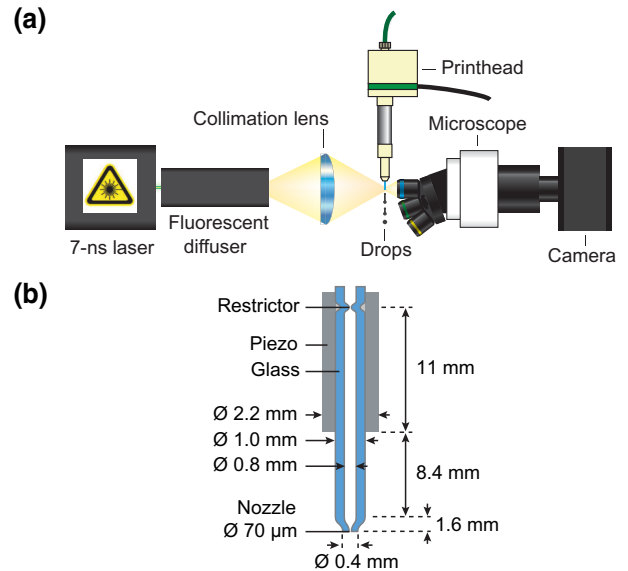 (a)
Printhead
Collimation lens
Microscope
7-ns laser
Fluorescent
diffuser
Drops
Camera
(b)
Restrictor
Piezo
Glass
11 mm
Ø 2.2 mm
Ø 1.0 mm
Ø 0.8 mm
8.4 mm
Nozzle
Ø 70 µm
1.6 mm
Ø 0.4 mm